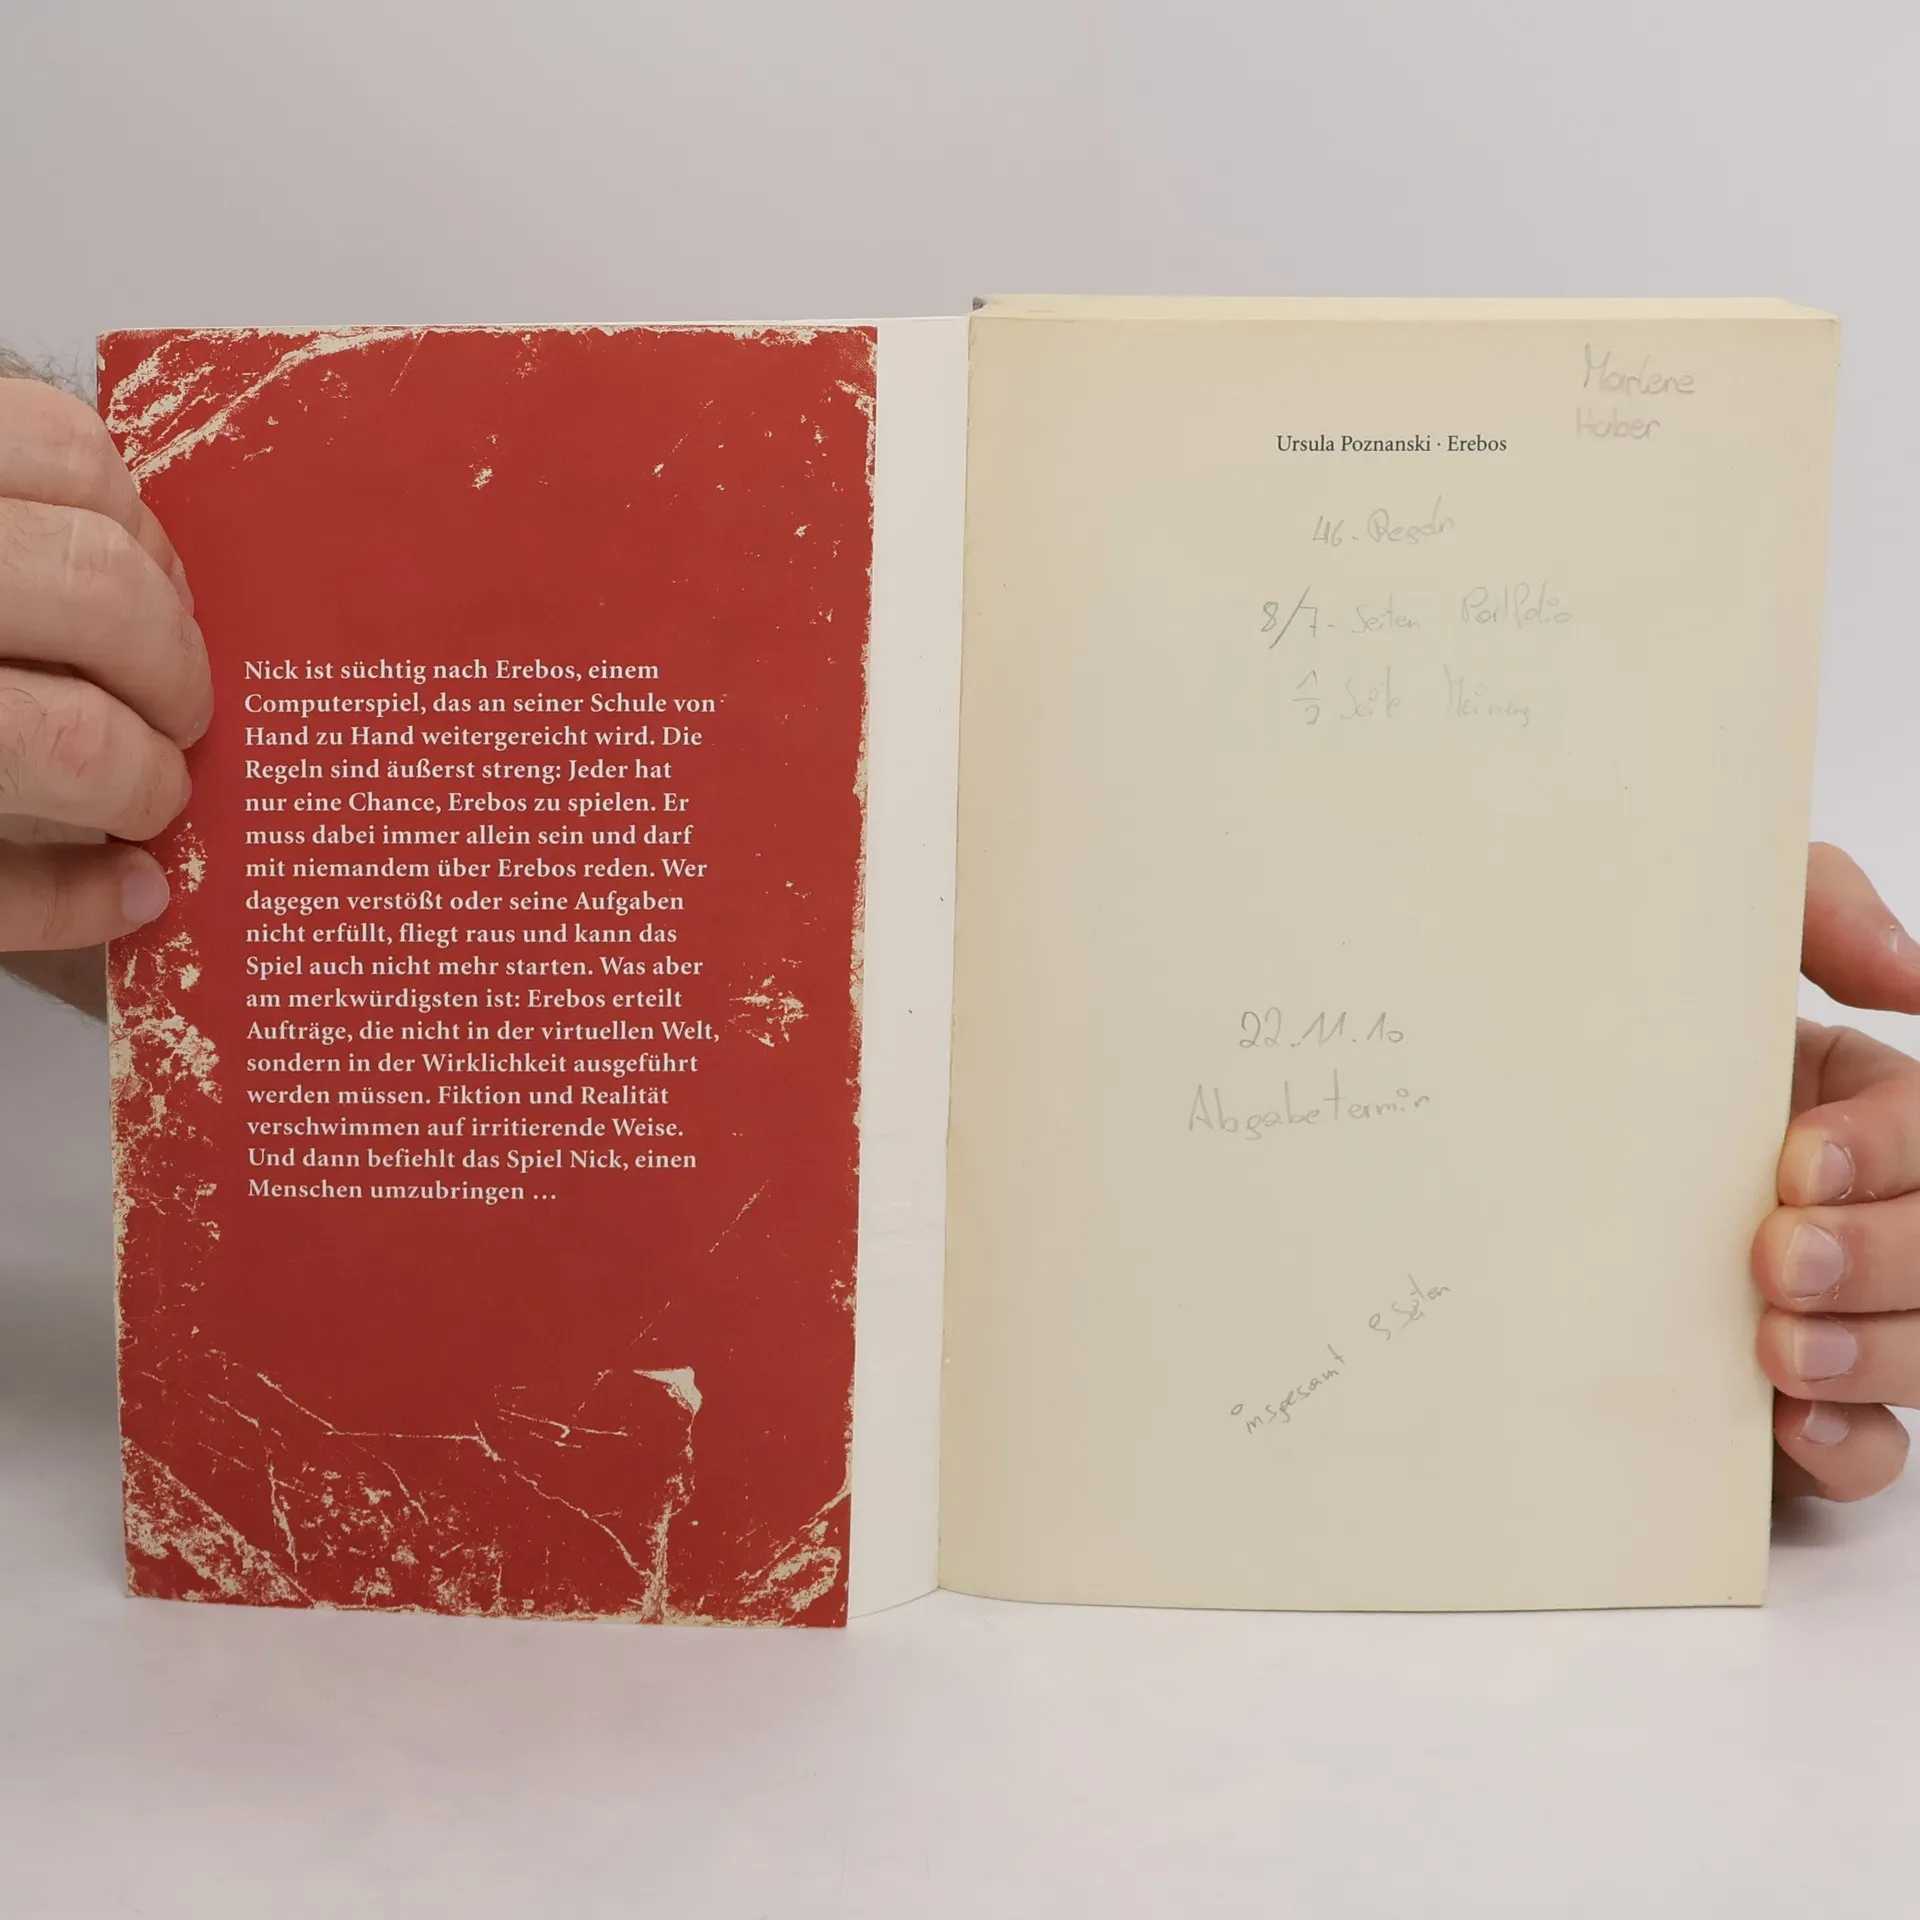 Nick ist süchtig nach Erebos, einem
Computerspiel, das an seiner Schule von
Hand zu Hand weitergereicht wird. Die
Regeln sind äußerst streng: Jeder hat
nur eine Chance, Erebos zu spielen. Er
muss dabei immer allein sein und darf
mit niemandem über Erebos reden. Wer
dagegen verstößt oder seine Aufgaben
nicht erfüllt, fliegt raus und kann das
Spiel auch nicht mehr starten. Was aber
am merkwürdigsten ist: Erebos erteilt
Aufträge, die nicht in der virtuellen Welt,
sondern in der Wirklichkeit ausgeführt
werden müssen. Fiktion und Realität
verschwimmen auf irritierende Weise.
Und dann befiehlt das Spiel Nick, einen
Menschen umzubringen …
Marlene
Ursula Poznanski · Erebos
46. Regeln
8/7. Seiten Portfolio
1/2 Seite Meinung
22.11.10
Abgabetermin
insgesamt Seiten